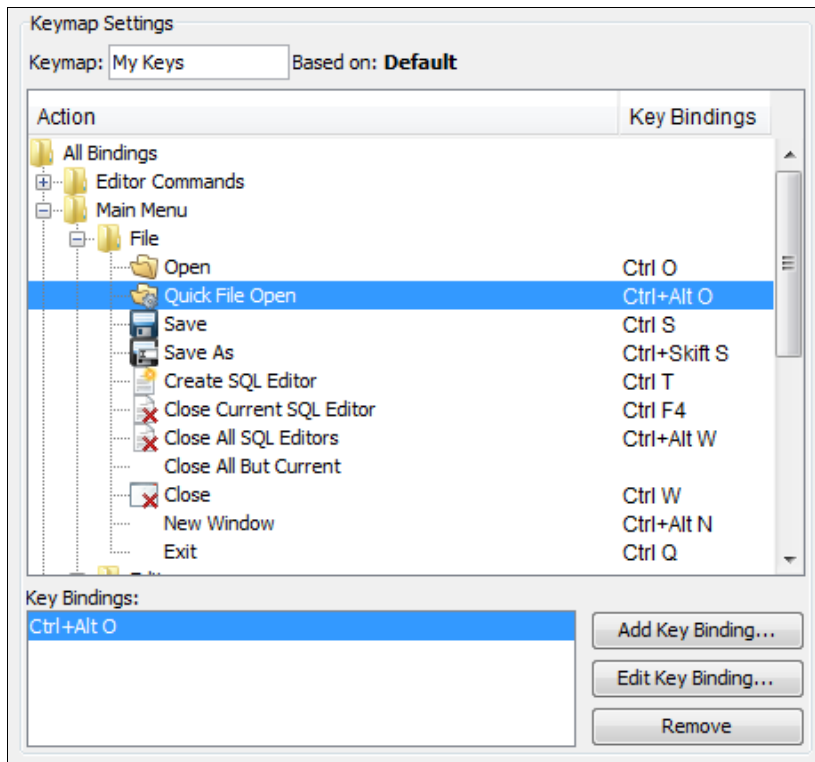 Keymap Settings
Keymap: My Keys Based on: Default
Action Key Bindings
All Bindings
Editor Commands
Main Menu
File
Open Ctrl O
Quick File Open Ctrl+Alt O
Save Ctrl S
Save As Ctrl+Skift S
Create SQL Editor Ctrl T
Close Current SQL Editor Ctrl F4
Close All SQL Editors Ctrl+Alt W
Close All But Current
Close Ctrl W
New Window Ctrl+Alt N
Exit Ctrl Q
Key Bindings:
Ctrl+Alt O
Add Key Binding...
Edit Key Binding...
Remove